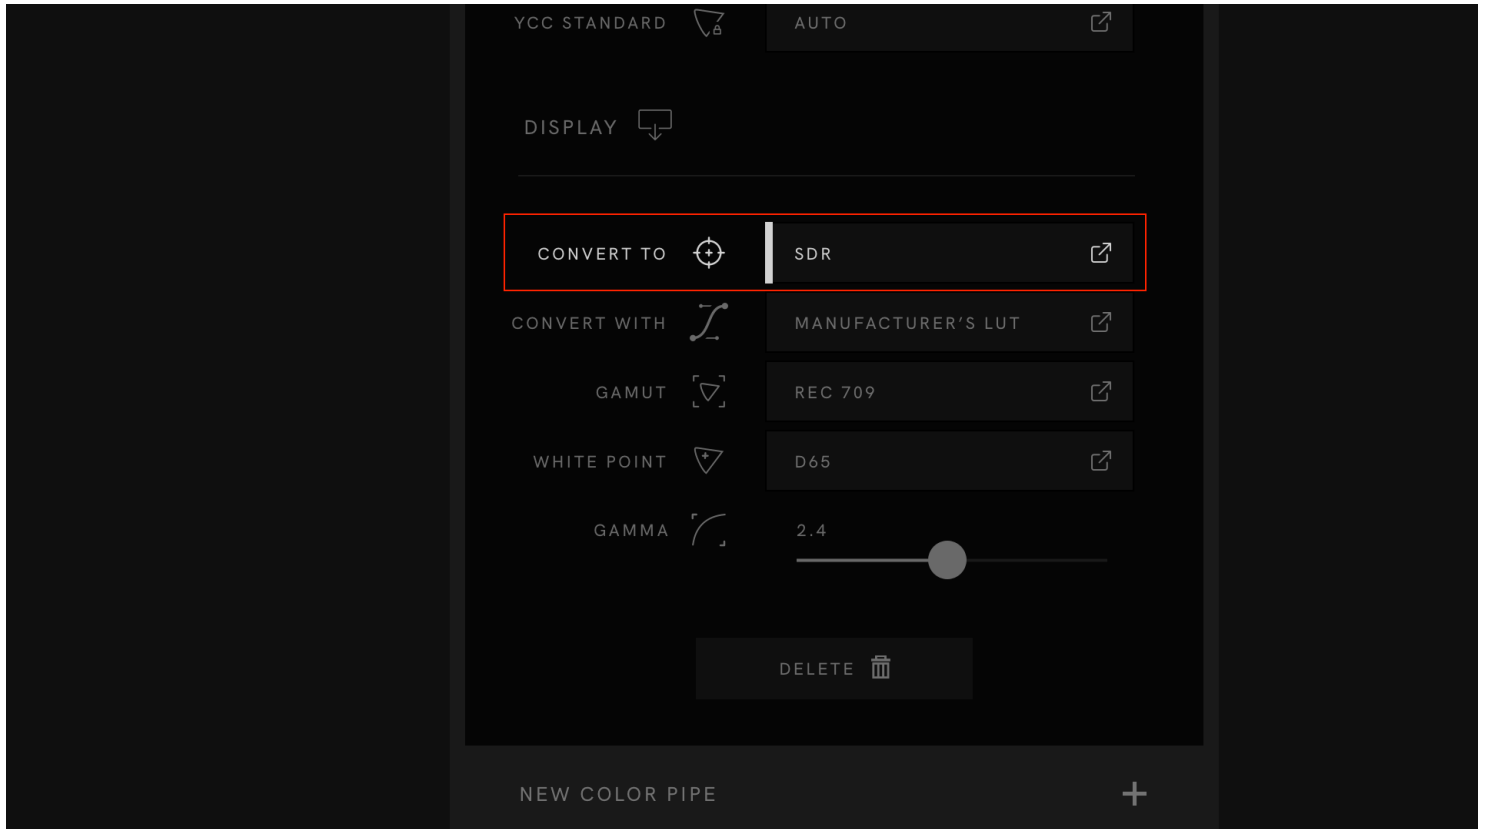 YCC STANDARD AUTO
DISPLAY
CONVERT TO SDR
CONVERT WITH MANUFACTURER’S LUT
GAMUT REC 709
WHITE POINT D65
GAMMA 2.4
DELETE
NEW COLOR PIPE +